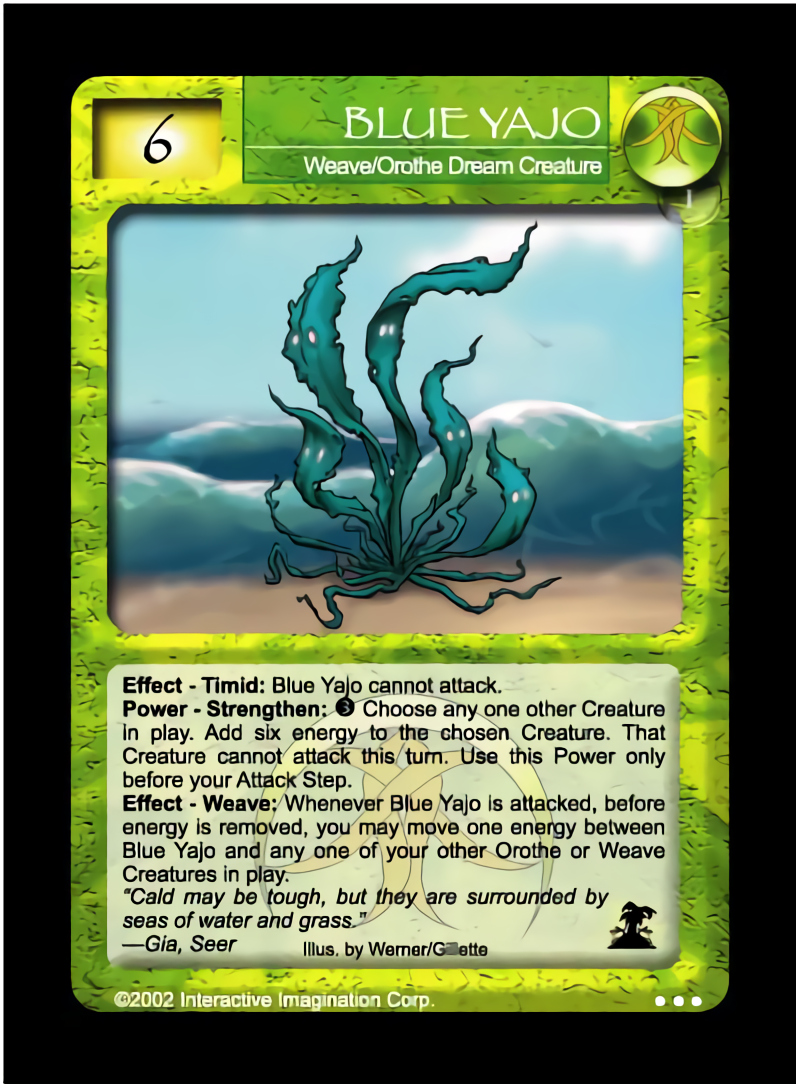 6
BLUE YAJO
Weave/Orothe Dream Creature
1
Effect - Timid: Blue Yajo cannot attack.
Power - Strengthen: ❸ Choose any one other Creature
in play. Add six energy to the chosen Creature. That
Creature cannot attack this turn. Use this Power only
before your Attack Step.
Effect - Weave: Whenever Blue Yajo is attacked, before
energy is removed, you may move one energy between
Blue Yajo and any one of your other Orothe or Weave
Creatures in play.
"Cald may be tough, but they are surrounded by
seas of water and grass."
—Gia, Seer
Illus. by
©2002 Interactive Imagination Corp.